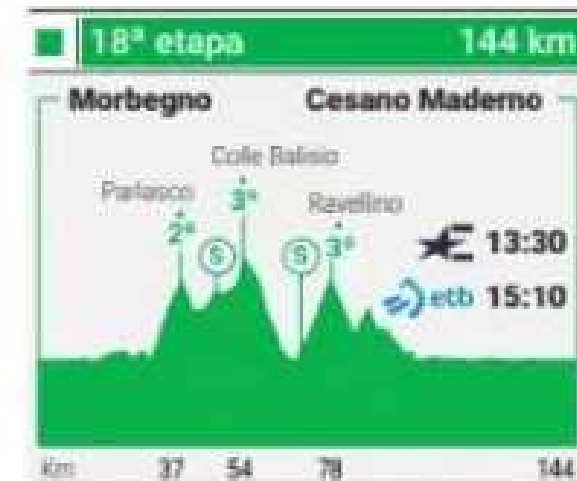 18ª etapa 144 km
Morbegno Cesano Maderno
Colle Balisio
Parlasco 3ª Ravellino
2ª S S 3ª
E 13:30
etb 15:10
Km 37 54 78 144